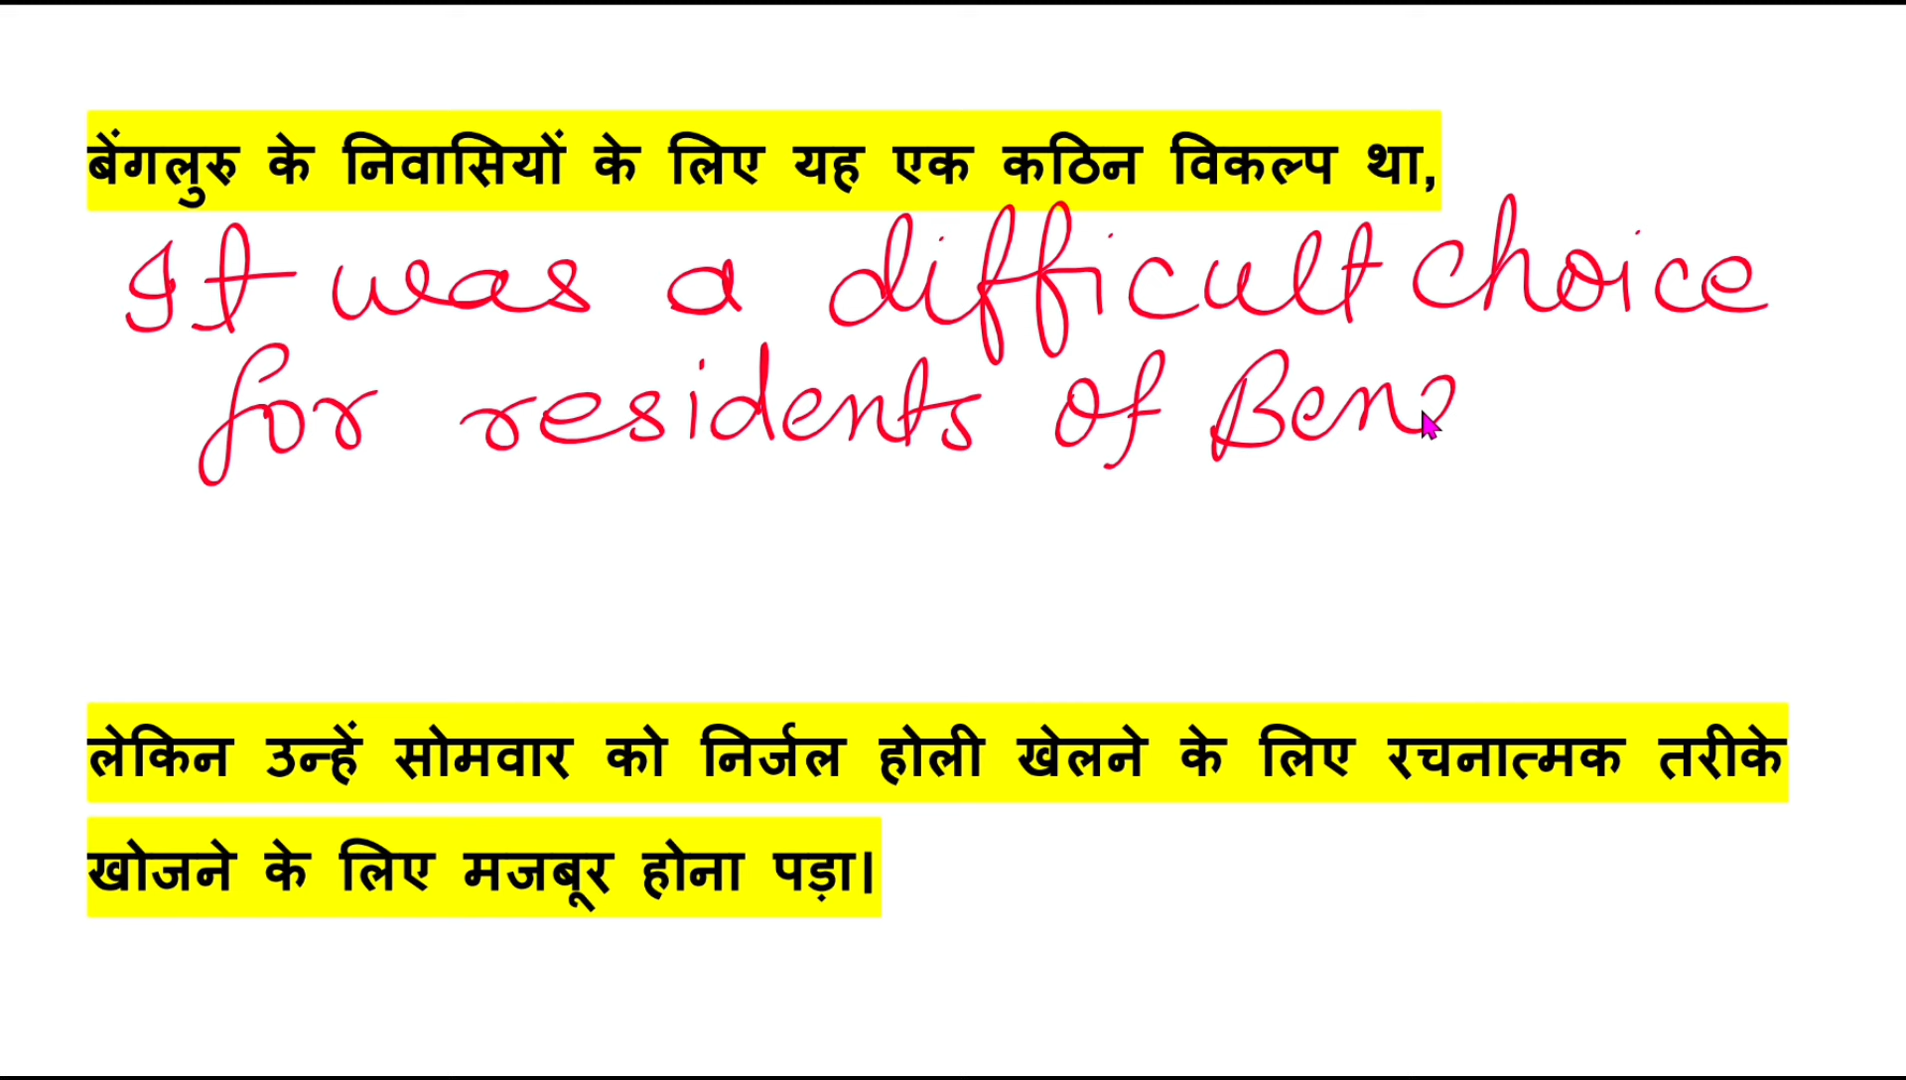 बेंगलुरु के निवासियों के लिए यह एक कठिन विकल्प था,
It was a difficult choice
for residents of
लेकिन उन्हें सोमवार को निर्जल होली खेलने के लिए रचनात्मक तरीके
खोजने के लिए मजबूर होना पड़ा।